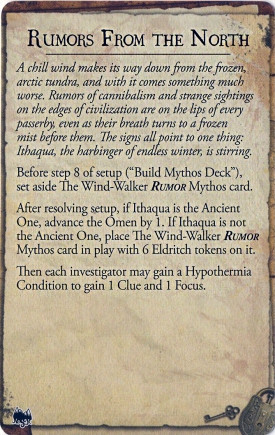 Rumors From the North
A chill wind makes its way down from the frozen,
arctic tundra, and with it comes something much
worse. Rumors of cannibalism and strange sightings
on the edges of civilization are on the lips of every
passerby, even as their breath turns to a frozen
mist before them. The signs all point to one thing:
Ithaqua, the harbinger of endless winter, is stirring.
Before step 8 of setup (“Build Mythos Deck”),
set aside The Wind-Walker Rumor Mythos card.
After resolving setup, if Ithaqua is the Ancient
One, advance the Omen by 1. If Ithaqua is not
the Ancient One, place The Wind-Walker Rumor
Mythos card in play with 6 Eldritch tokens on it.
Then each investigator may gain a Hypothermia
Condition to gain 1 Clue and 1 Focus.